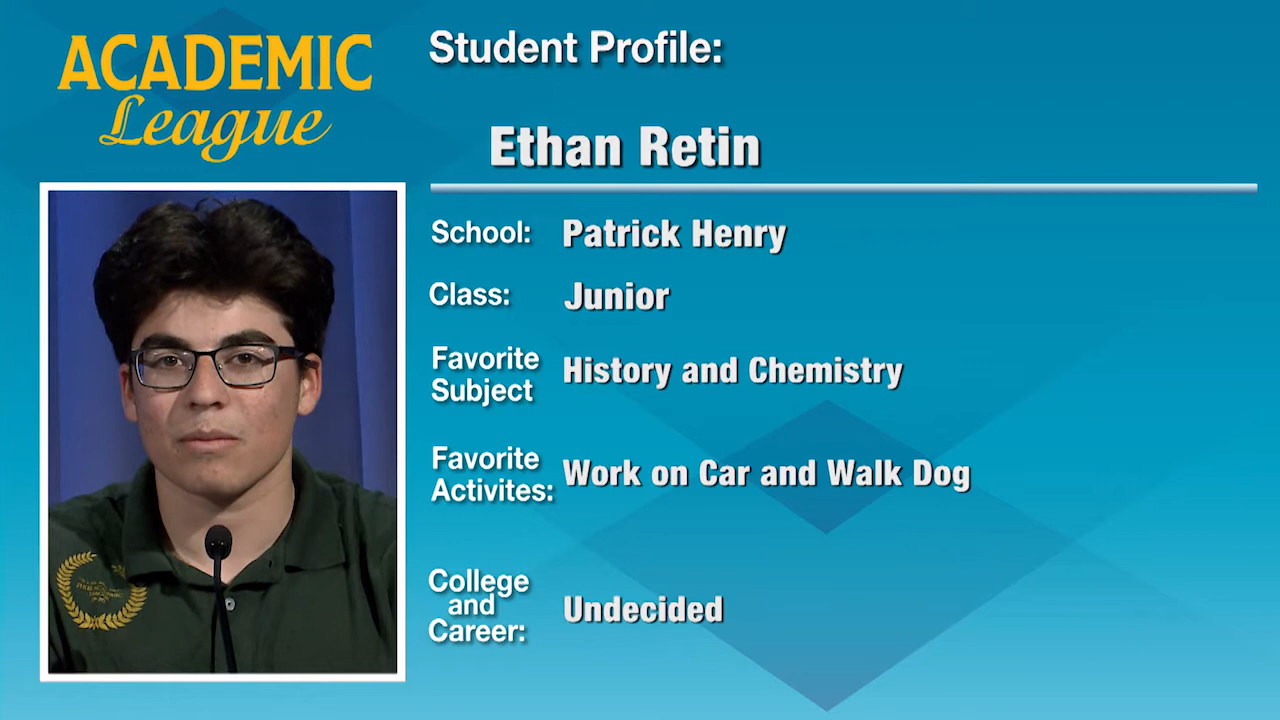 ACADEMIC
League
Student Profile:
Ethan Retin
School: Patrick Henry
Class: Junior
Favorite
Subject
History and Chemistry
Favorite
Activites:
Work on Car and Walk Dog
College
and
Career:
Undecided